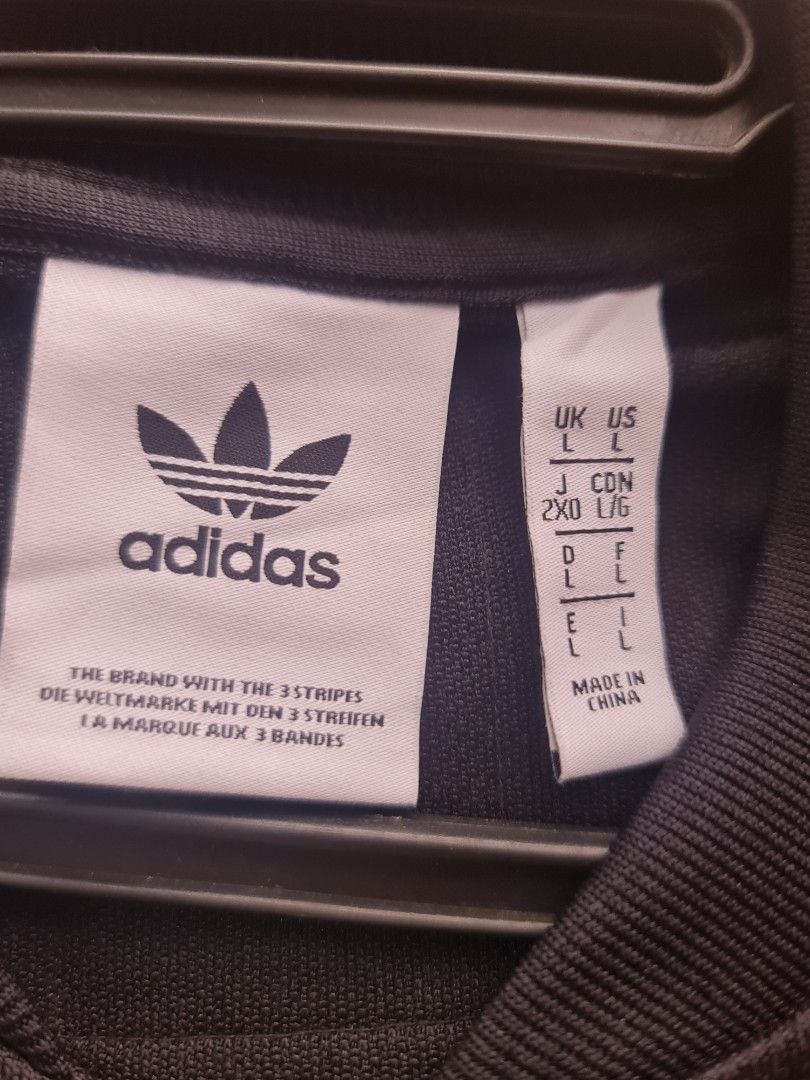 adidas
THE BRAND WITH THE 3 STRIPES
DIE WELTMARKE MIT DEN 3 STREIFEN
LA MARQUE AUX 3 BANDES
UK US
L L
J CDN
2XO L/G
D F
L L
E I
L L
MADE IN
CHINA